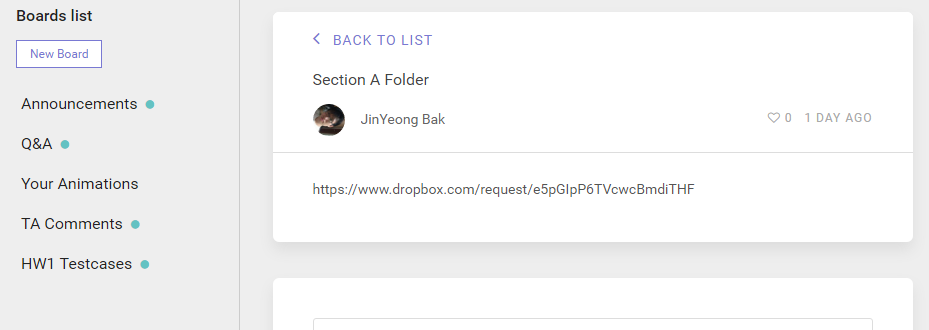 Boards list
New Board
Announcements
Q&A
Your Animations
TA Comments
HW1 Testcases
BACK TO LIST
Section A Folder
JinYeong Bak
0 1 DAY AGO
https://www.dropbox.com/request/e5pGIpP6TVcwcBmdiTHF